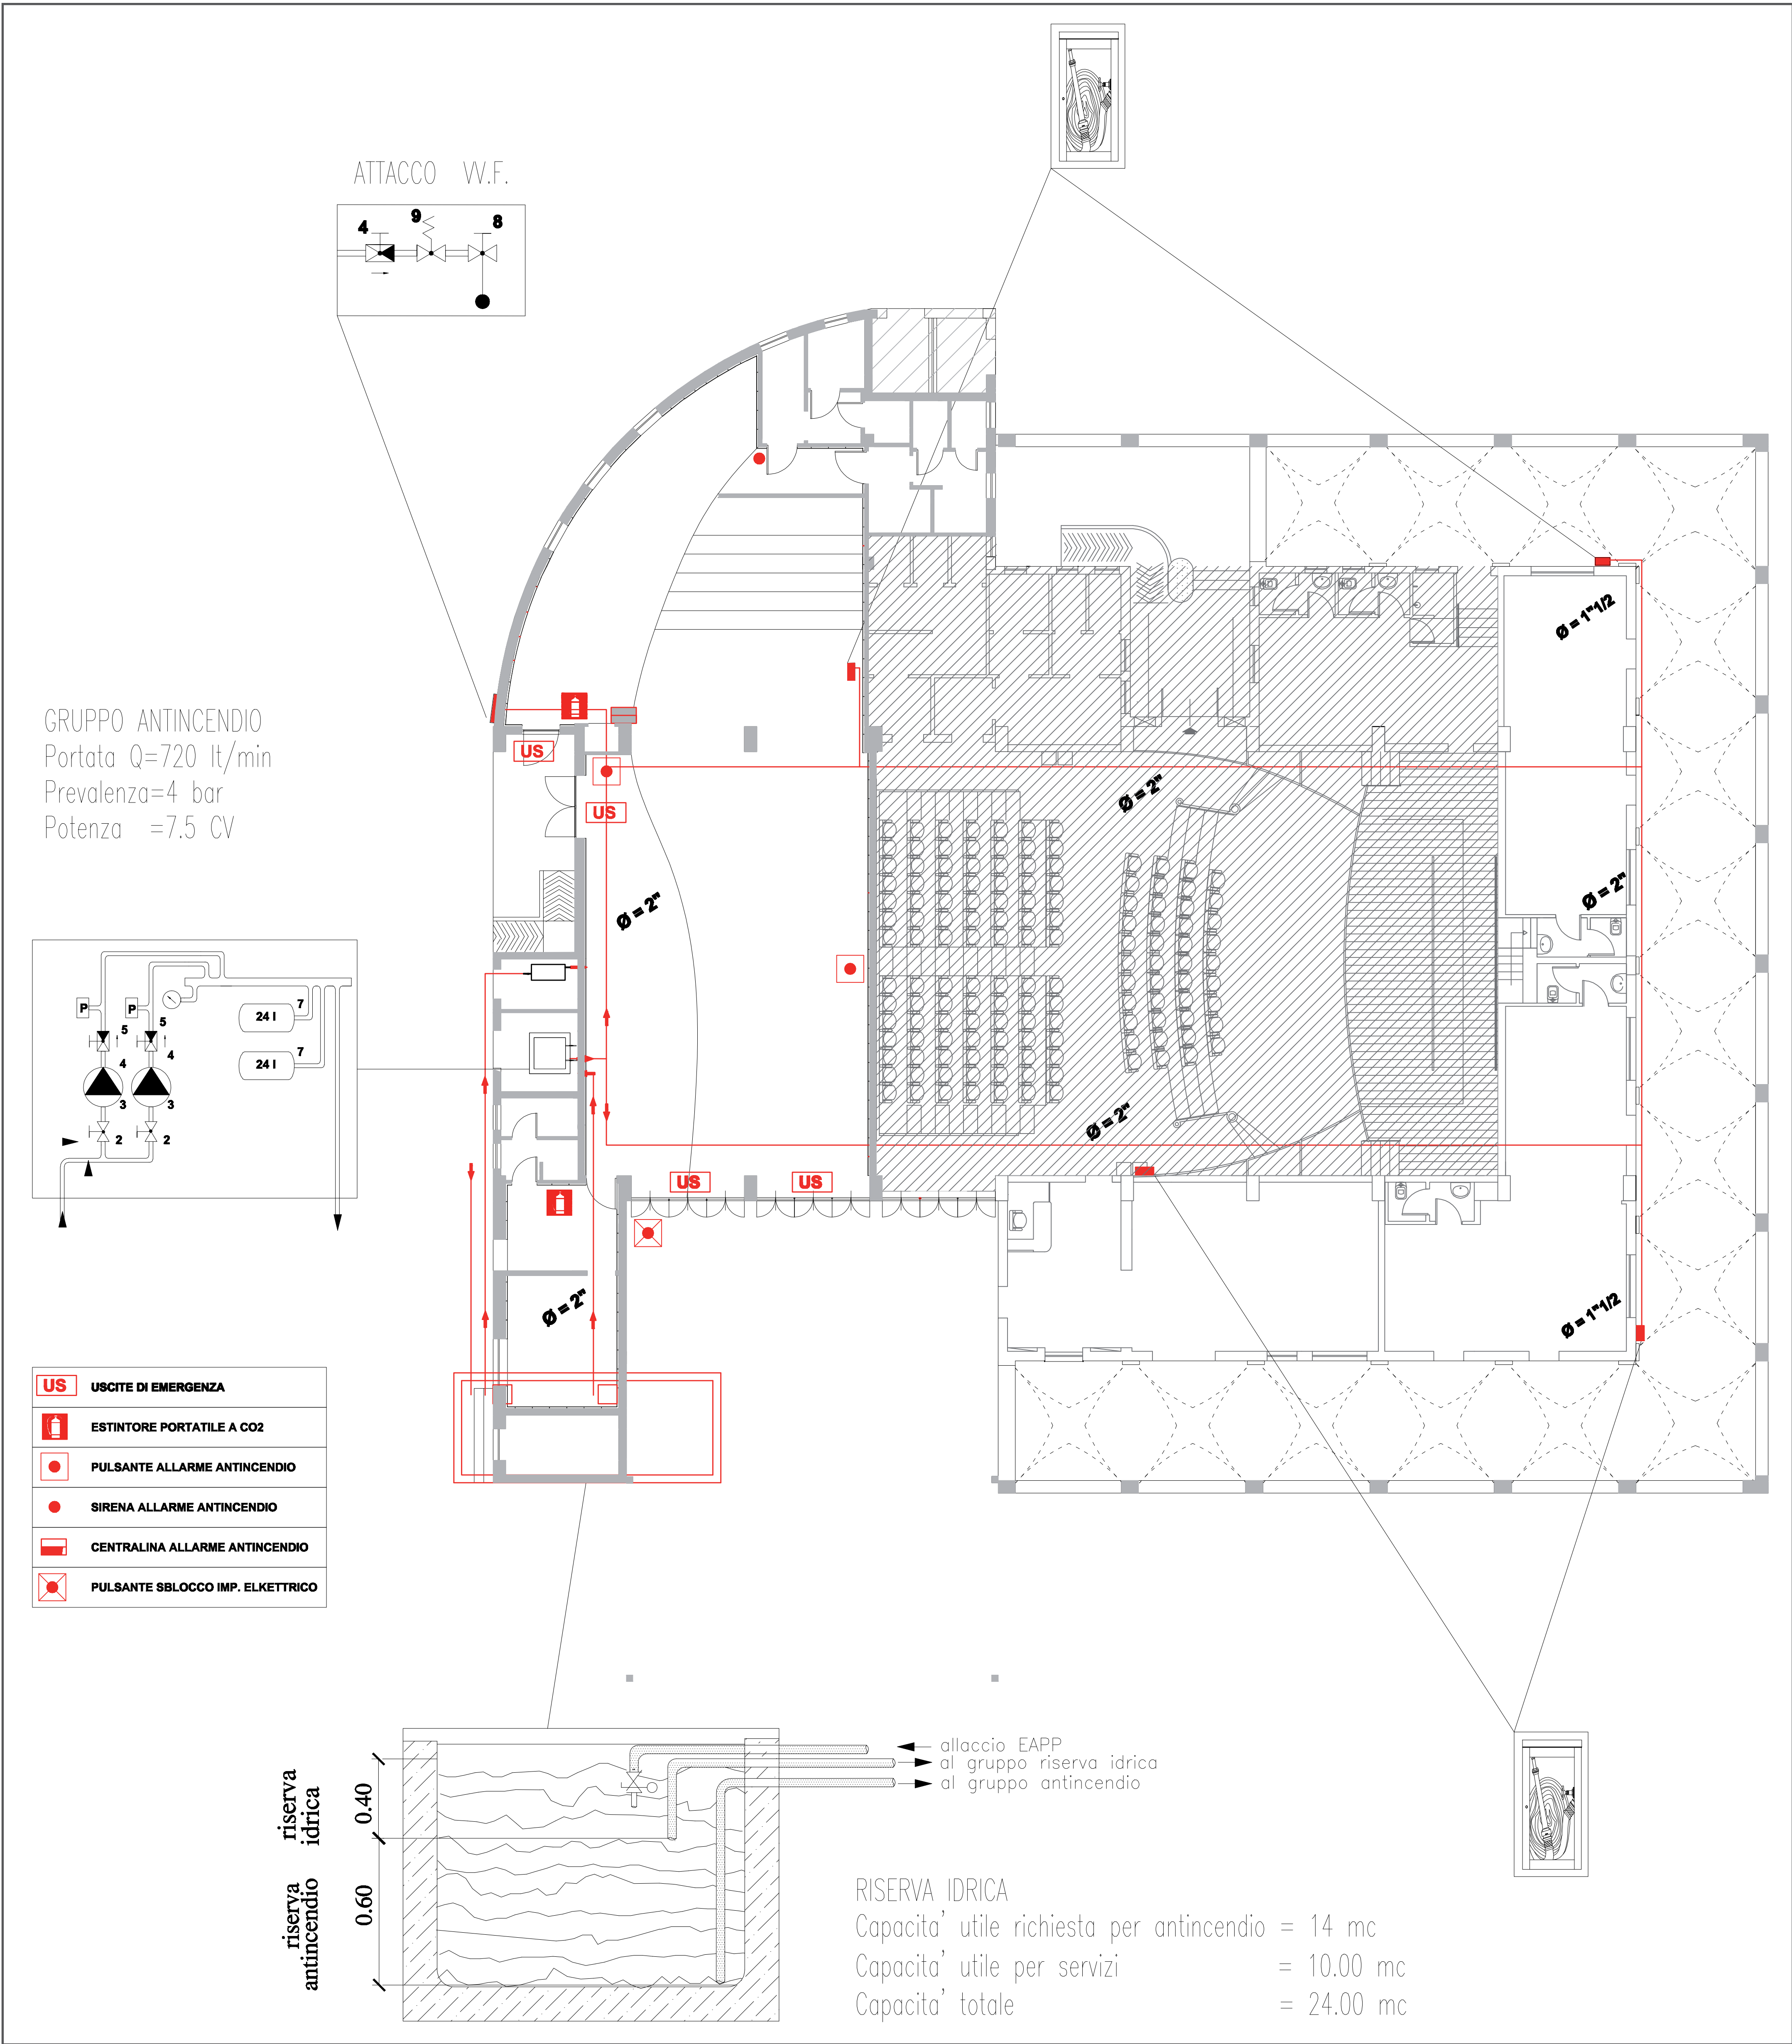 ATTACCO VV.F.
4
9
8
GRUPPO ANTINCENDIO
Portata Q=720 lt/min
Prevalenza=4 bar
Potenza =7.5 CV
P
P
5
5
4
4
3
3
2
2
24 l
7
24 l
7
US
US
US
US
Ø = 1"1/2
Ø = 2"
Ø = 2"
Ø = 2"
Ø = 2"
Ø = 2"
Ø = 1"1/2
US USCITE DI EMERGENZA
ESTINTORE PORTATILE A CO2
PULSANTE ALLARME ANTINCENDIO
SIRENA ALLARME ANTINCENDIO
CENTRALINA ALLARME ANTINCENDIO
PULSANTE SBLOCCO IMP. ELKETTRICO
riserva
idrica
0.40
riserva
antincendio
0.60
allaccio EAPP
al gruppo riserva idrica
al gruppo antincendio
RISERVA IDRICA
Capacita' utile richiesta per antincendio = 14 mc
Capacita' utile per servizi = 10.00 mc
Capacita' totale = 24.00 mc